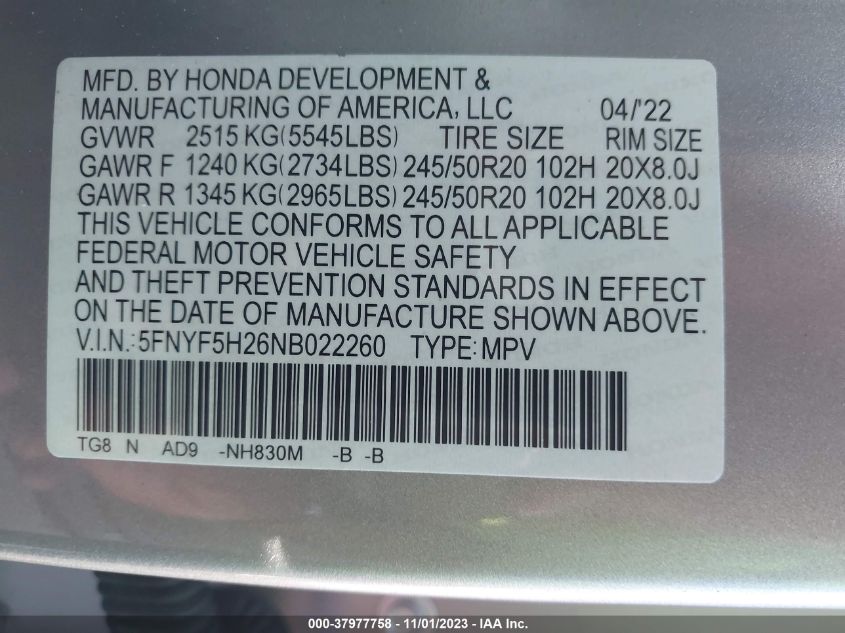 MFD. BY HONDA DEVELOPMENT &
MANUFACTURING OF AMERICA, LLC 04/'22
GVWR 2515 KG(5545LBS) TIRE SIZE RIM SIZE
GAWR F 1240 KG(2734LBS) 245/50R20 102H 20X8.0J
GAWR R 1345 KG(2965LBS) 245/50R20 102H 20X8.0J
THIS VEHICLE CONFORMS TO ALL APPLICABLE
FEDERAL MOTOR VEHICLE SAFETY
AND THEFT PREVENTION STANDARDS IN EFFECT
ON THE DATE OF MANUFACTURE SHOWN ABOVE.
V.I.N.:5FNYF5H26NB022260 TYPE:MPV
TG8 N AD9 -NH830M -B -B
000-37977758 - 11/01/2023 - IAA Inc.